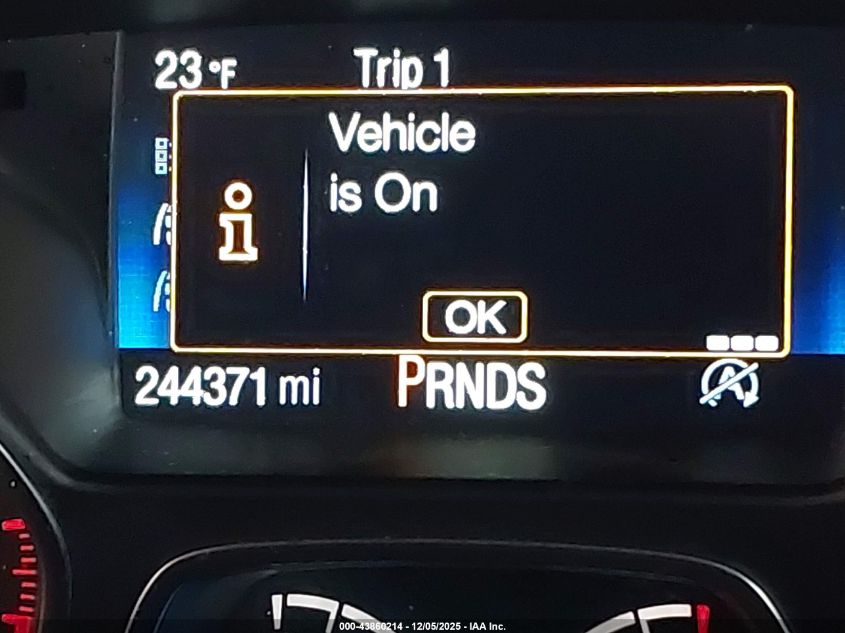 23 °F Trip 1
Vehicle
is On
OK
244371 mi PRNDS
A
000-43860214 - 12/05/2025 - IAA Inc.